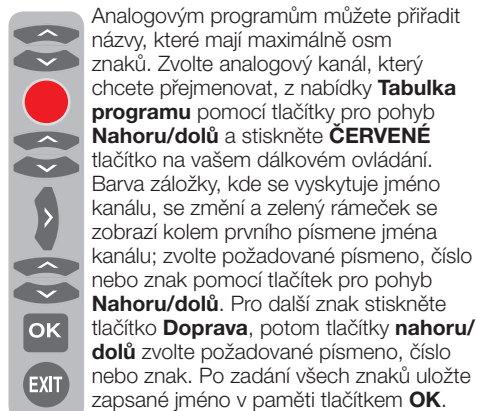 Analogovým programům můžete přiřadit
názvy, které mají maximálně osm
znaků. Zvolte analogový kanál, který
chcete přejmenovat, z nabídky Tabulka
programu pomocí tlačítky pro pohyb
Nahoru/dolů a stiskněte ČERVENÉ
tlačítko na vašem dálkovém ovládání.
Barva záložky, kde se vyskytuje jméno
kanálu, se změní a zelený rámeček se
zobrazí kolem prvního písmene jména
kanálu; zvolte požadované písmeno, číslo
nebo znak pomocí tlačítek pro pohyb
Nahoru/dolů. Pro další znak stiskněte
tlačítko Doprava, potom tlačítky nahoru/
dolů zvolte požadované písmeno, číslo
nebo znak. Po zadání všech znaků uložte
zapsané jméno v paměti tlačítkem OK.
OK
EXIT